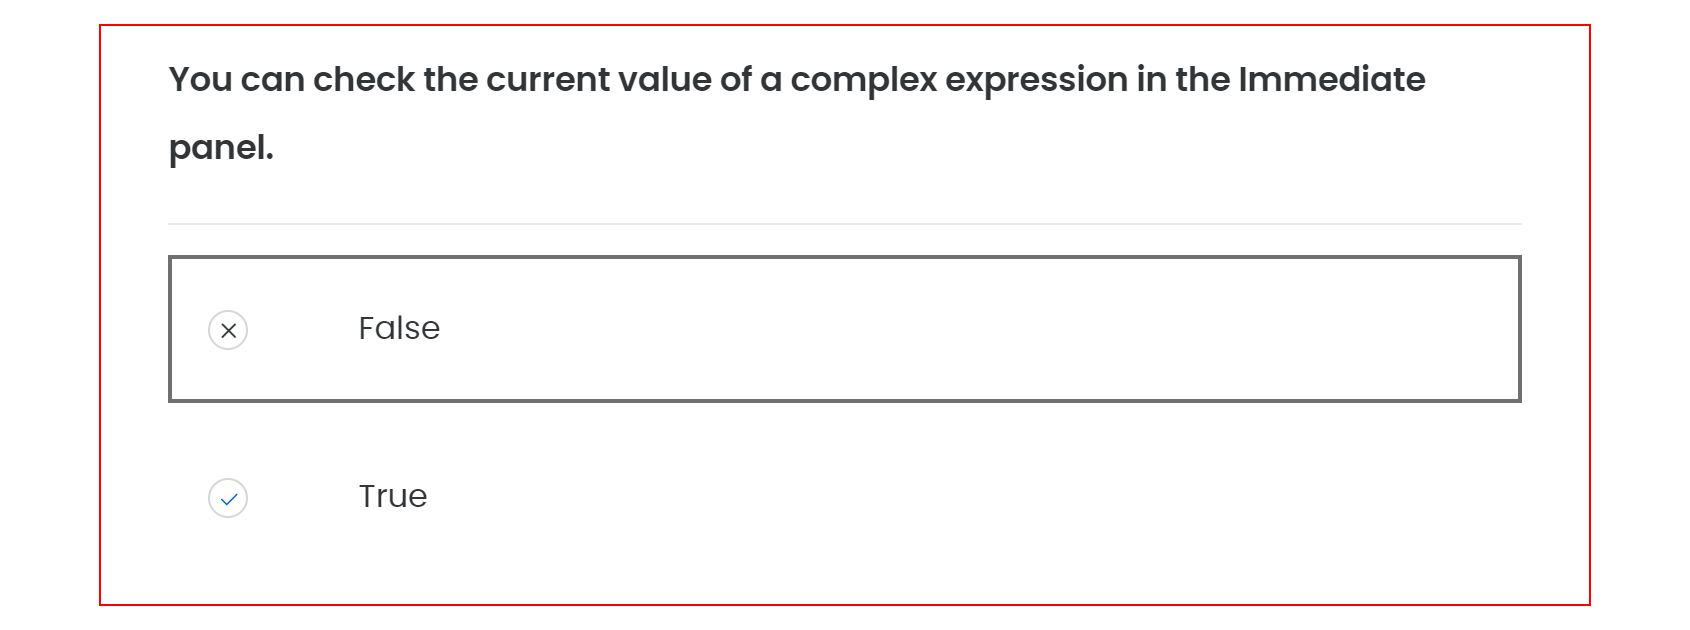 You can check the current value of a complex expression in the Immediate
panel.
False
True